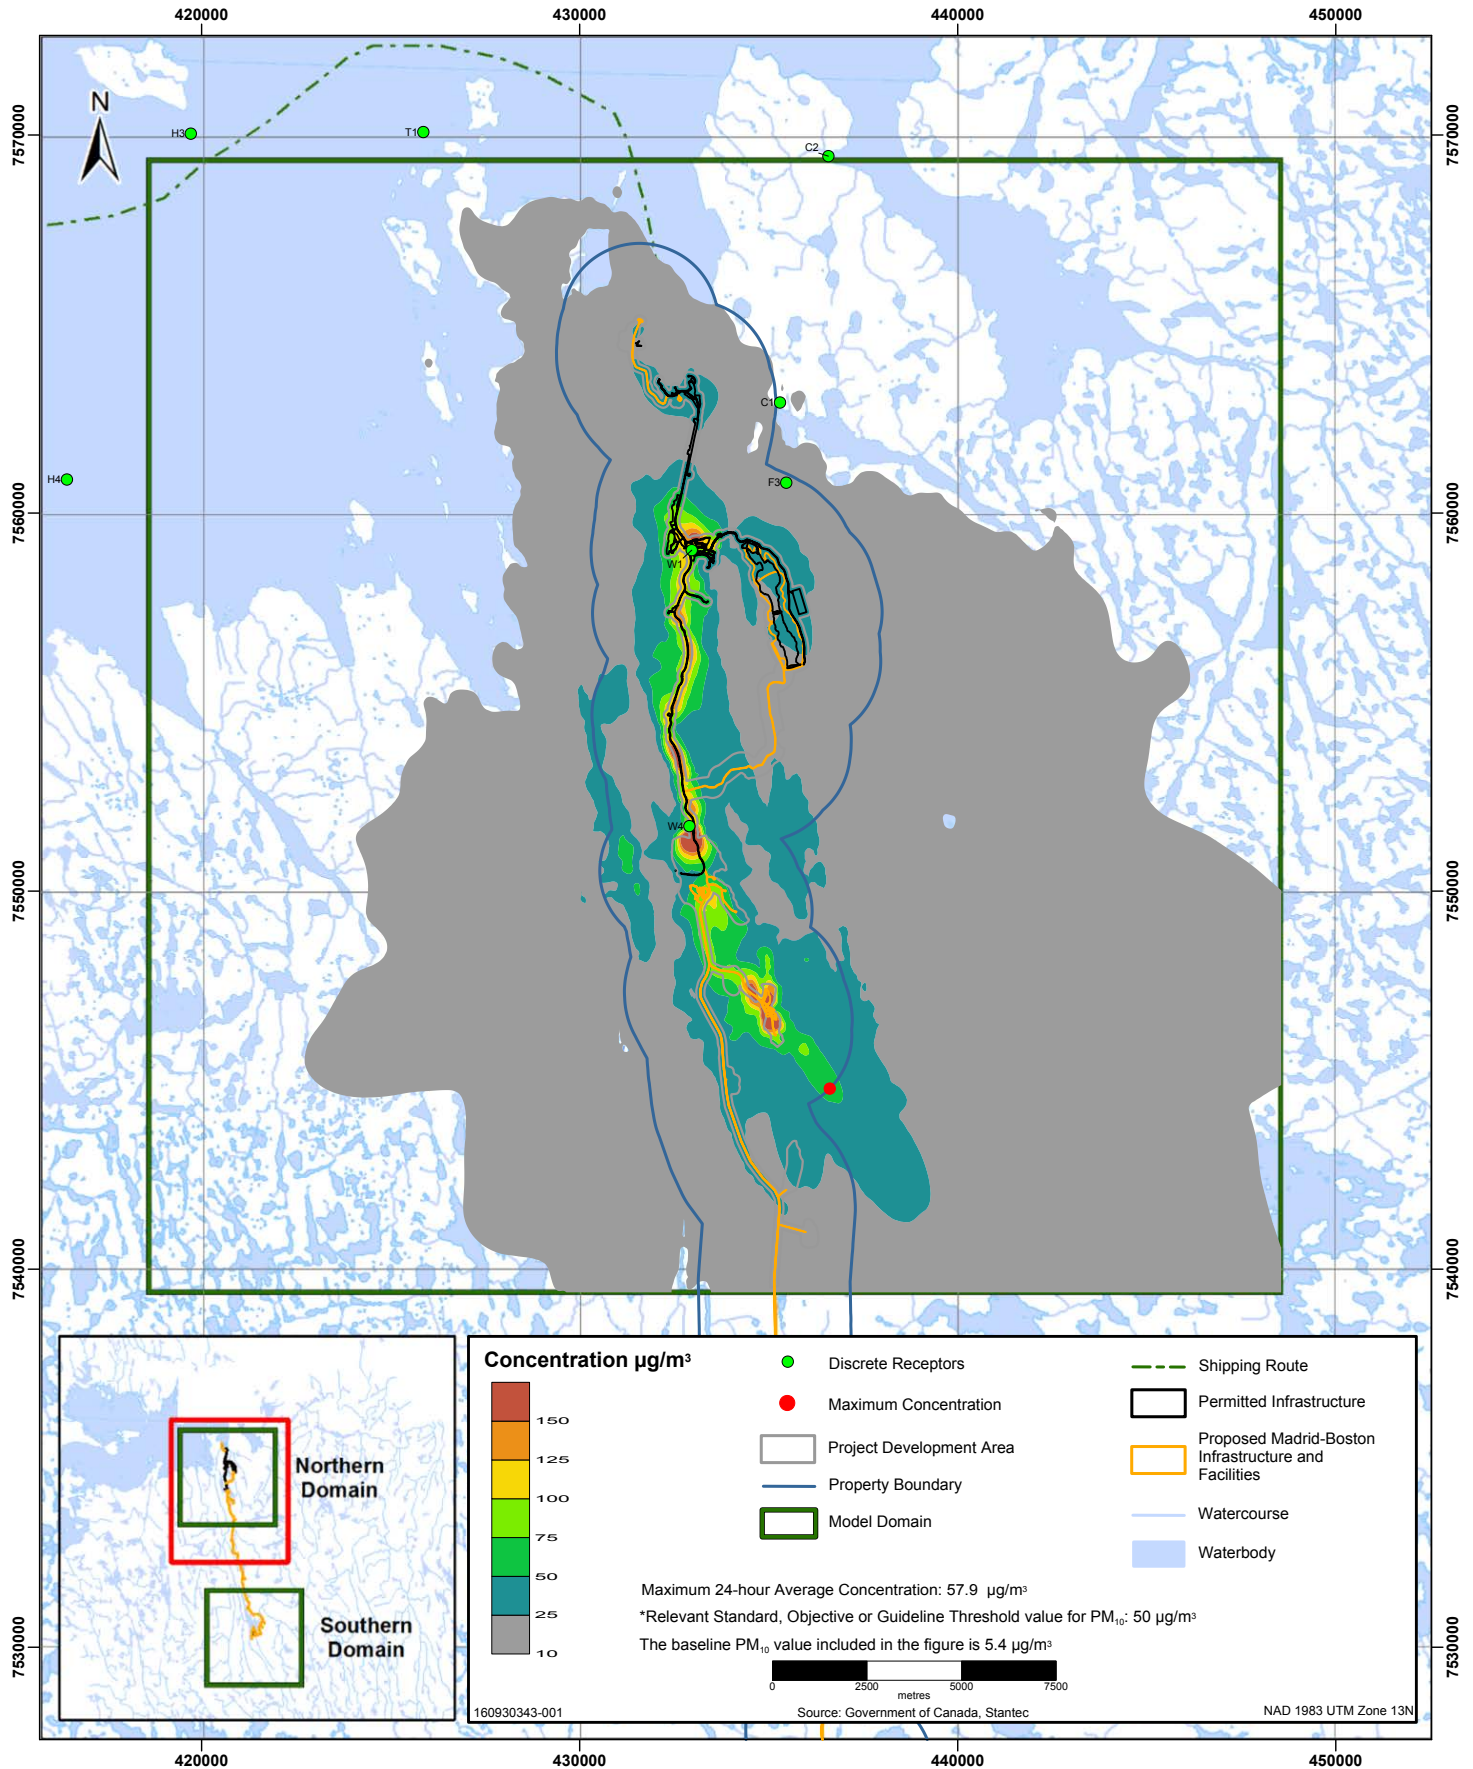 420000
430000
440000
450000
N
7570000
7570000
H3
T1
C2
C1
H4
F3
7560000
7560000
W1
W4
7550000
7550000
7540000
7540000
Northern
Domain
Southern
Domain
Concentration µg/m³
150
125
100
75
50
25
10
Discrete Receptors
Maximum Concentration
Project Development Area
Property Boundary
Model Domain
Shipping Route
Permitted Infrastructure
Proposed Madrid-Boston
Infrastructure and
Facilities
Watercourse
Waterbody
Maximum 24-hour Average Concentration: 57.9 µg/m³
*Relevant Standard, Objective or Guideline Threshold value for PM₁₀: 50 µg/m³
The baseline PM₁₀ value included in the figure is 5.4 µg/m³
0 2500 5000 7500
metres
160930343-001
Source: Government of Canada, Stantec
NAD 1983 UTM Zone 13N
7530000
7530000
420000
430000
440000
450000